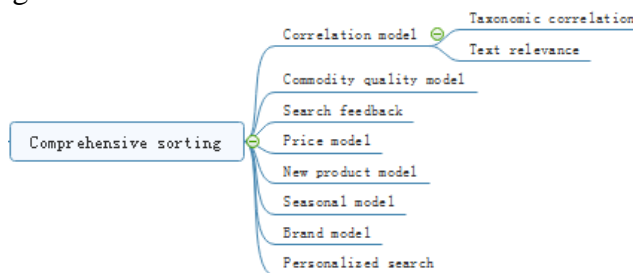 Taxonomic correlation
Correlation model
Text relevance
Commodity quality model
Search feedback
Comprehensive sorting
Price model
New product model
Seasonal model
Brand model
Personalized search